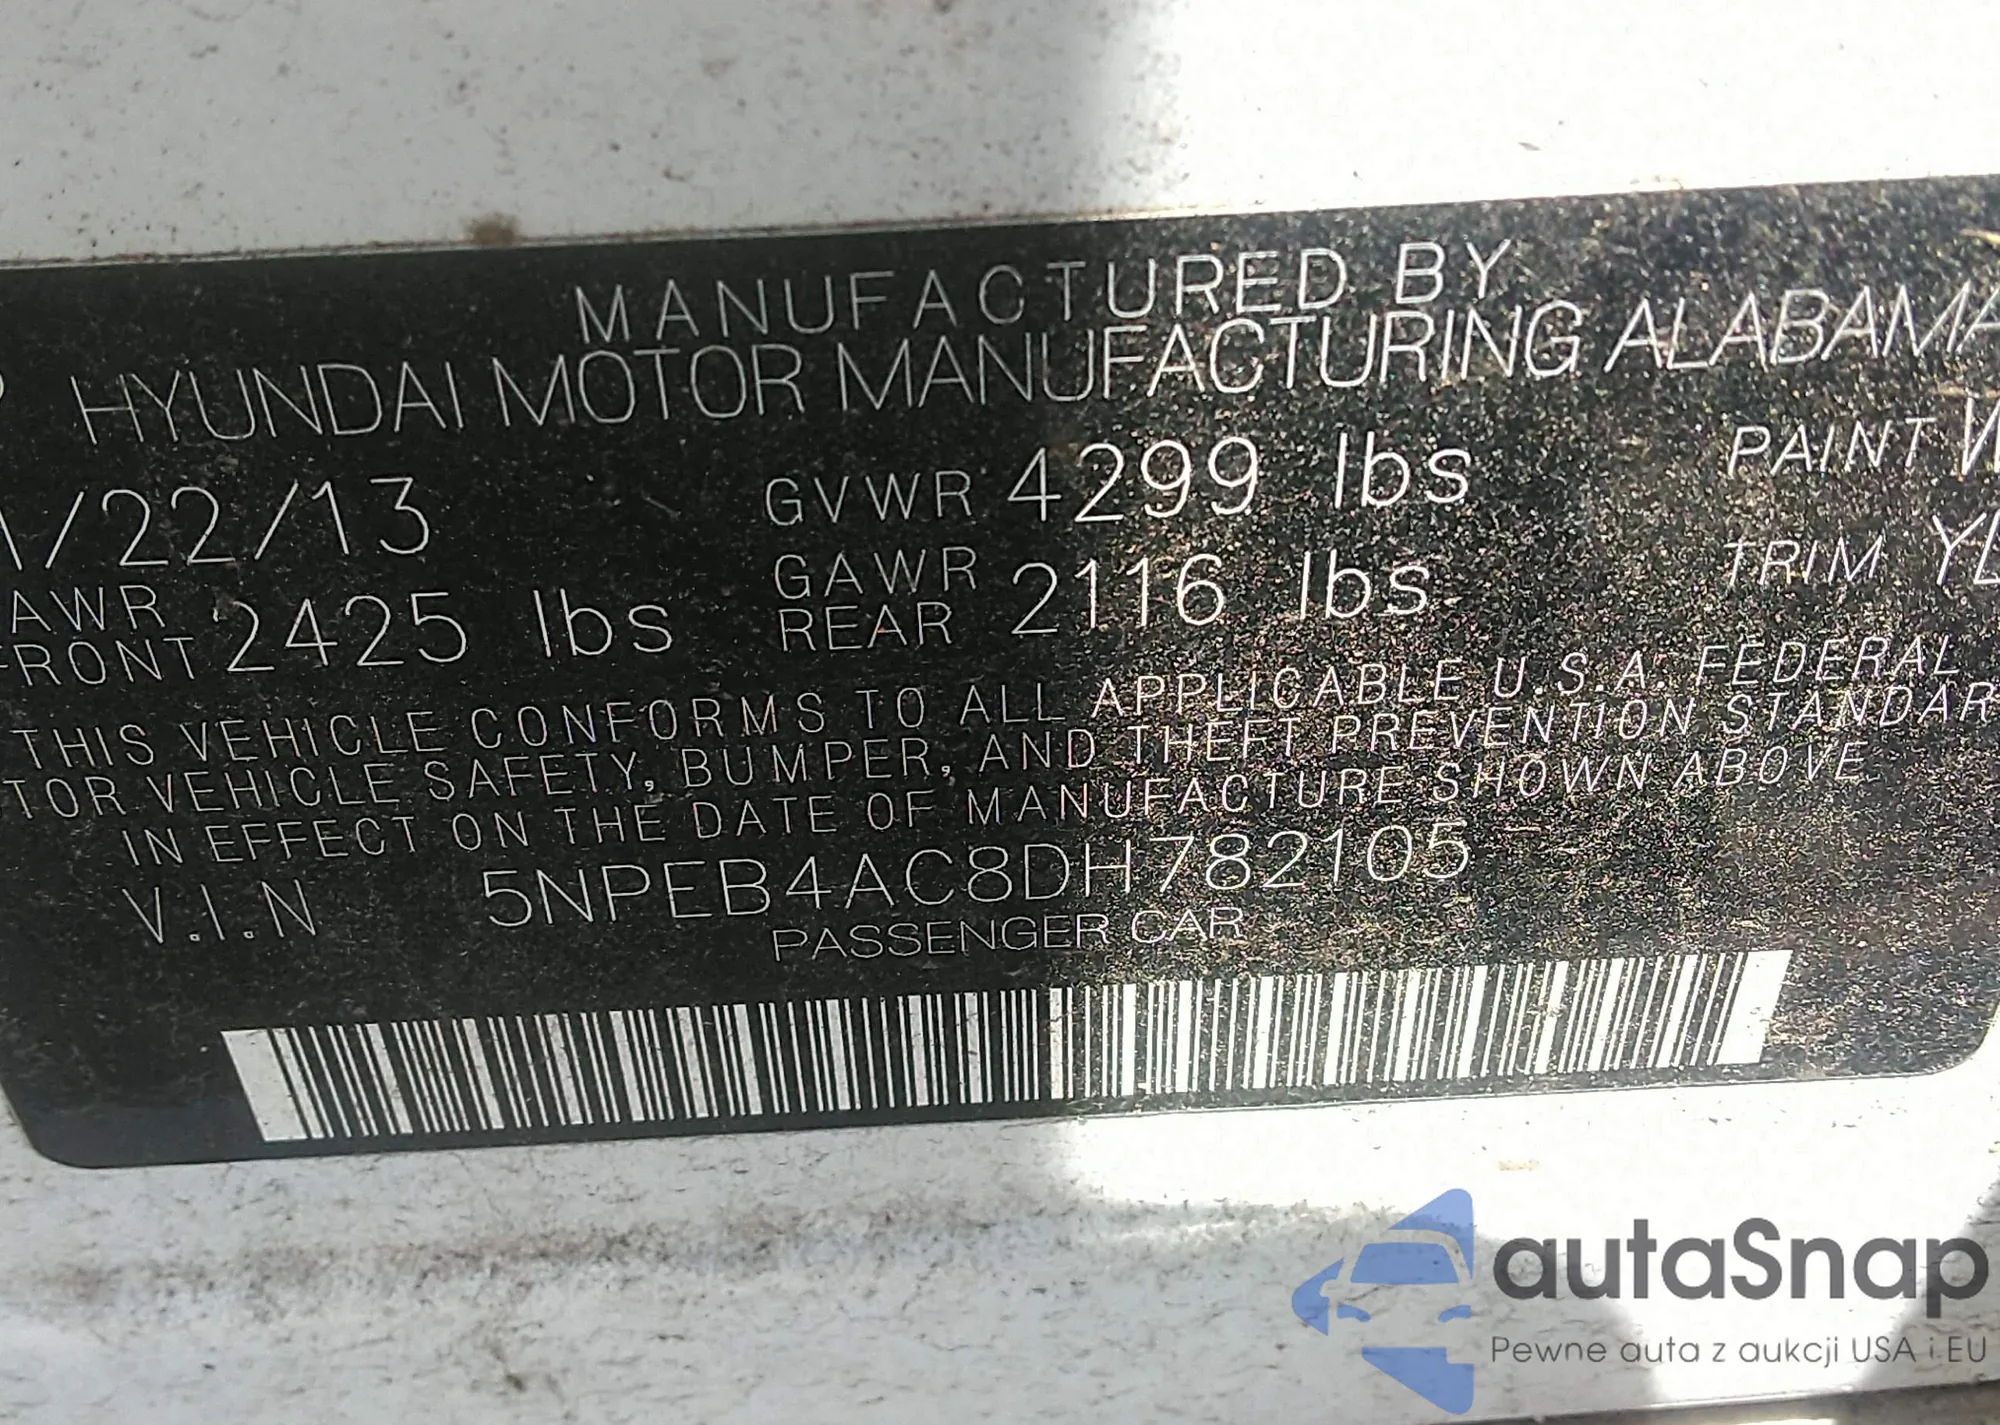 MANUFACTURED BY
HYUNDAI MOTOR MANUFACTURING ALABAMA
/22/13 GVWR 4299 lbs PAINT W
AWR FRONT 2425 lbs GAWR REAR 2116 lbs TRIM YD
THIS VEHICLE CONFORMS TO ALL APPLICABLE U.S.A. FEDERAL
TOR VEHICLE SAFETY, BUMPER, AND THEFT PREVENTION STANDAR
IN EFFECT ON THE DATE OF MANUFACTURE SHOWN ABOVE
V.I.N 5NPEB4AC8DH782105
PASSENGER CAR
autaSnap
Pewne auta z aukcji USA i EU